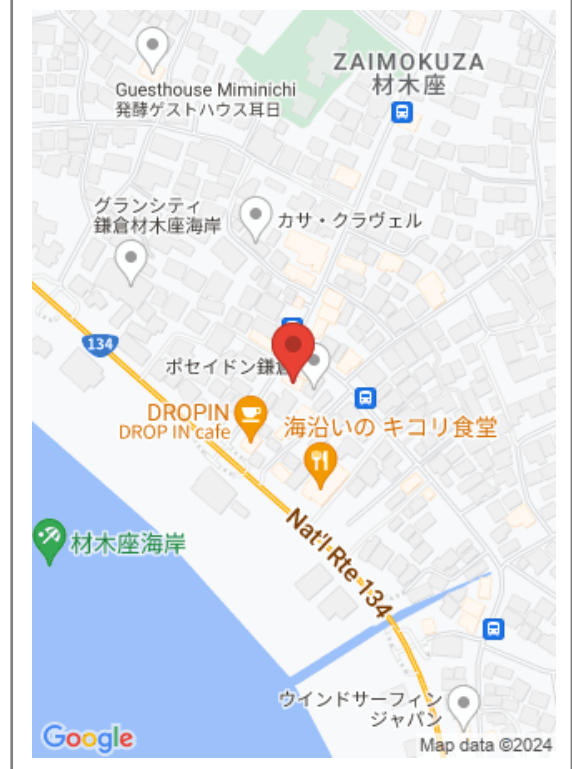 ZAIMOKUZA
材木座
Guesthouse Miminichi
発酵ゲストハウス耳日
グランシティ
鎌倉材木座海岸
カサ・クラヴェル
134
ポセイドン鎌倉
DROPIN
DROP IN cafe
海沿いの キコリ食堂
材木座海岸
Nat'l Rte 134
ウインドサーフィン
ジャパン
Google
Map data ©2024